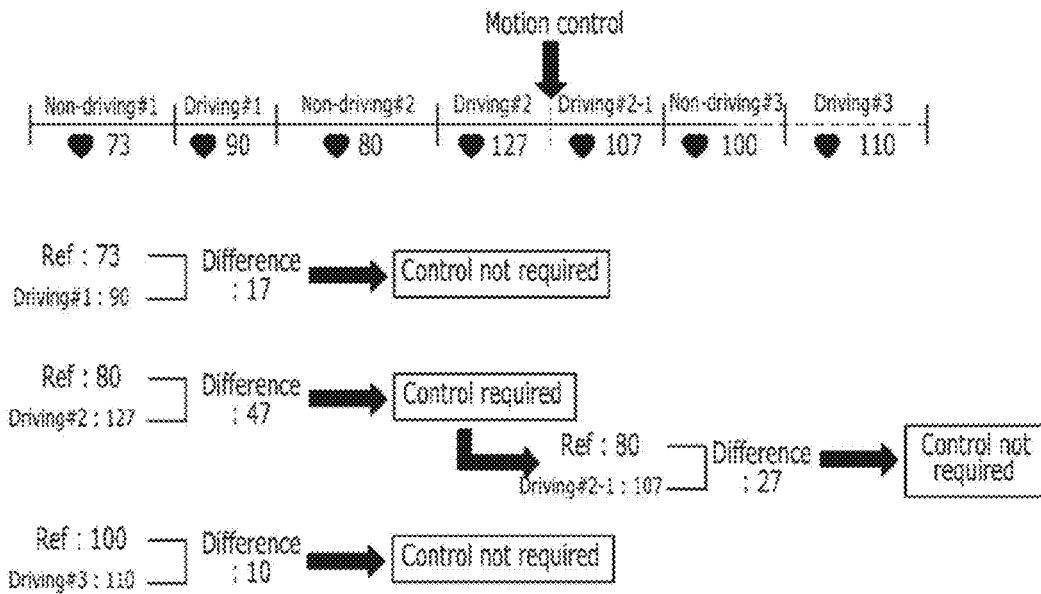 Motion control
Non-driving#1 Driving#1 Non-driving#2 Driving#2 Driving#2-1 Non-driving#3 Driving#3
73 90 80 127 107 100 110
Ref : 73
Driving#1 : 90
Difference
: 17
Control not required
Ref : 80
Driving#2 : 127
Difference
: 47
Control required
Ref : 80
Driving#2-1 : 107
Difference
: 27
Control not
required
Ref : 100
Driving#3 : 110
Difference
: 10
Control not required